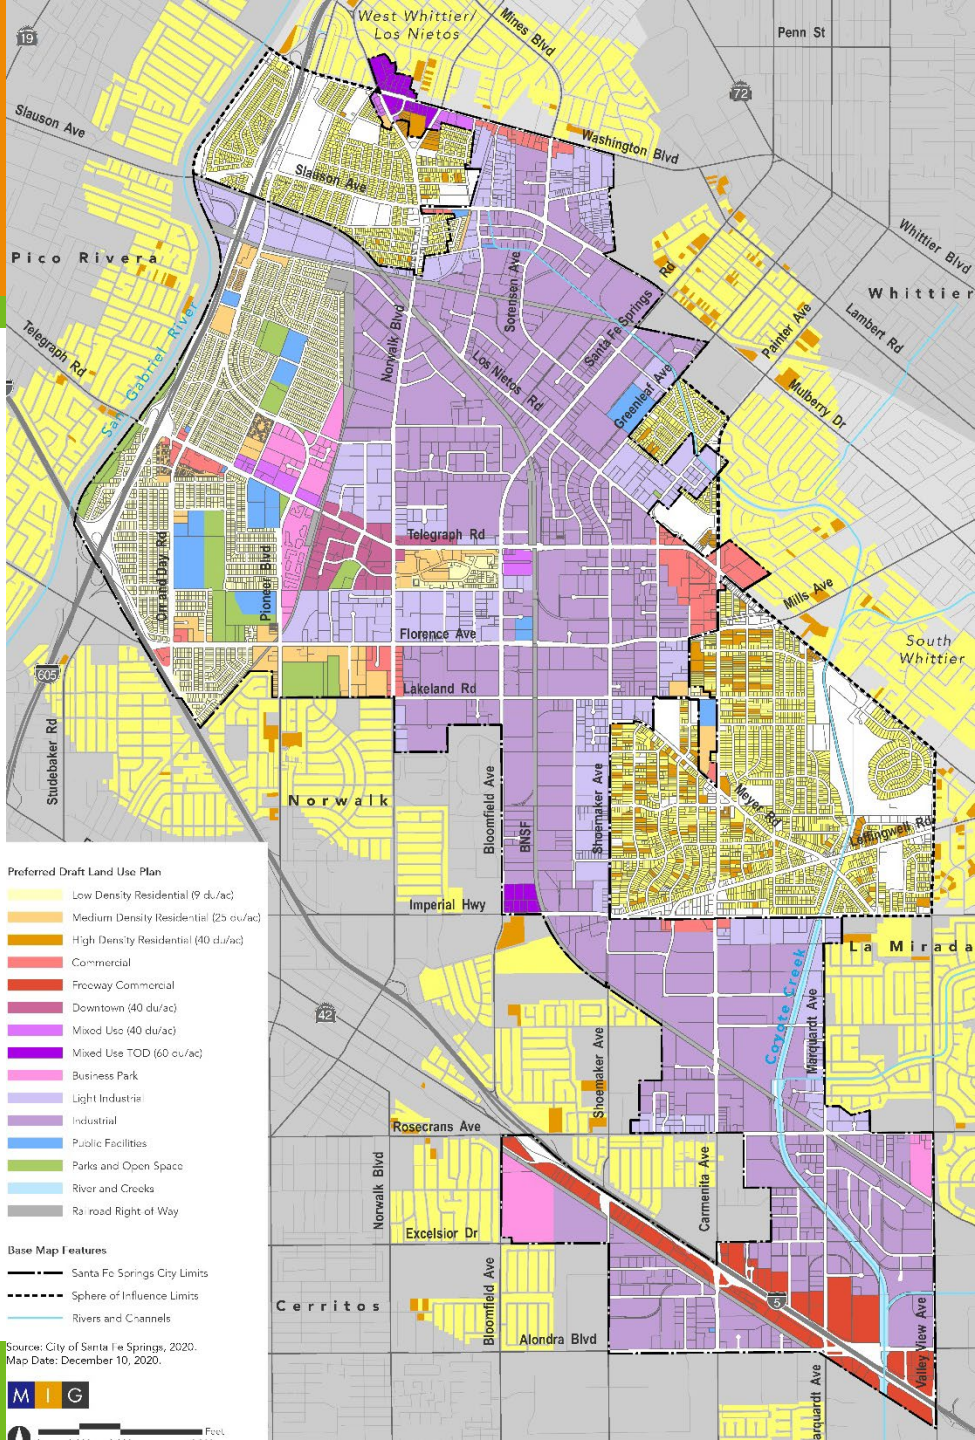 West Whittier/
Los Nietos
Mines Blvd
Penn St
19
72
Slauson Ave
Washington Blvd
Slauson Ave
Whittier Blvd
Pico Rivera
Whittier
Sorensen Ave
Santa Fe Springs Rd
Painter Ave
Lambert Rd
San Gabriel River
Telegraph Rd
Norwalk Blvd
Los Nietos Rd
Greenleaf Ave
Mulberry Dr
Orr and Day Rd
Pioneer Blvd
Telegraph Rd
Mills Ave
Florence Ave
South
Whittier
605
Lakeland Rd
Studebaker Rd
Norwalk
Bloomfield Ave
BNSF
Shoemaker Ave
Meyer Rd
Leffingwell Rd
Imperial Hwy
La Mirada
42
Coyote Creek
Marquardt Ave
Shoemaker Ave
Rosecrans Ave
Norwalk Blvd
Carmenita Ave
Excelsior Dr
Cerritos
Bloomfield Ave
5
Alondra Blvd
Valley View Ave
arquardt Ave
Preferred Draft Land Use Plan
Low Density Residential (9 du/ac)
Medium Density Residential (25 du/ac)
High Density Residential (40 du/ac)
Commercial
Freeway Commercial
Downtown (40 du/ac)
Mixed Use (40 du/ac)
Mixed Use TOD (60 du/ac)
Business Park
Light Industrial
Industrial
Public Facilities
Parks and Open Space
River and Creeks
Railroad Right of Way
Base Map Features
Santa Fe Springs City Limits
Sphere of Influence Limits
Rivers and Channels
Source: City of Santa Fe Springs, 2020.
Map Date: December 10, 2020.
M I G
Feet